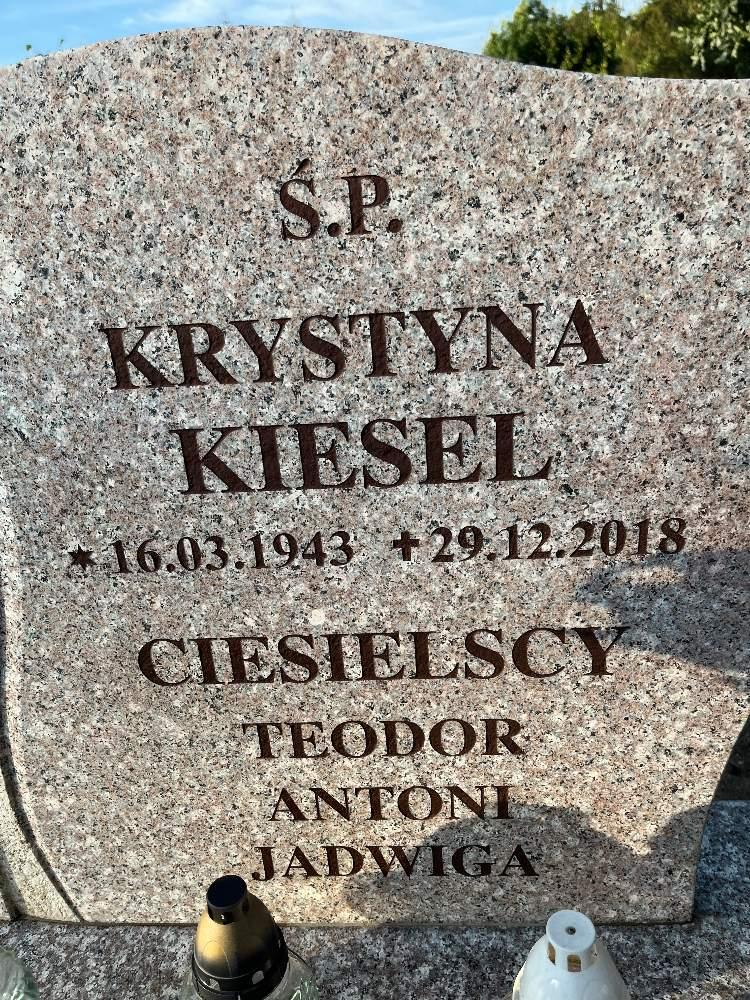 Ś.P.
KRYSTYNA
KIESEL
✶16.03.1943 ✝29.12.2018
CIESIELSCY
TEODOR
ANTONI
JADWIGA